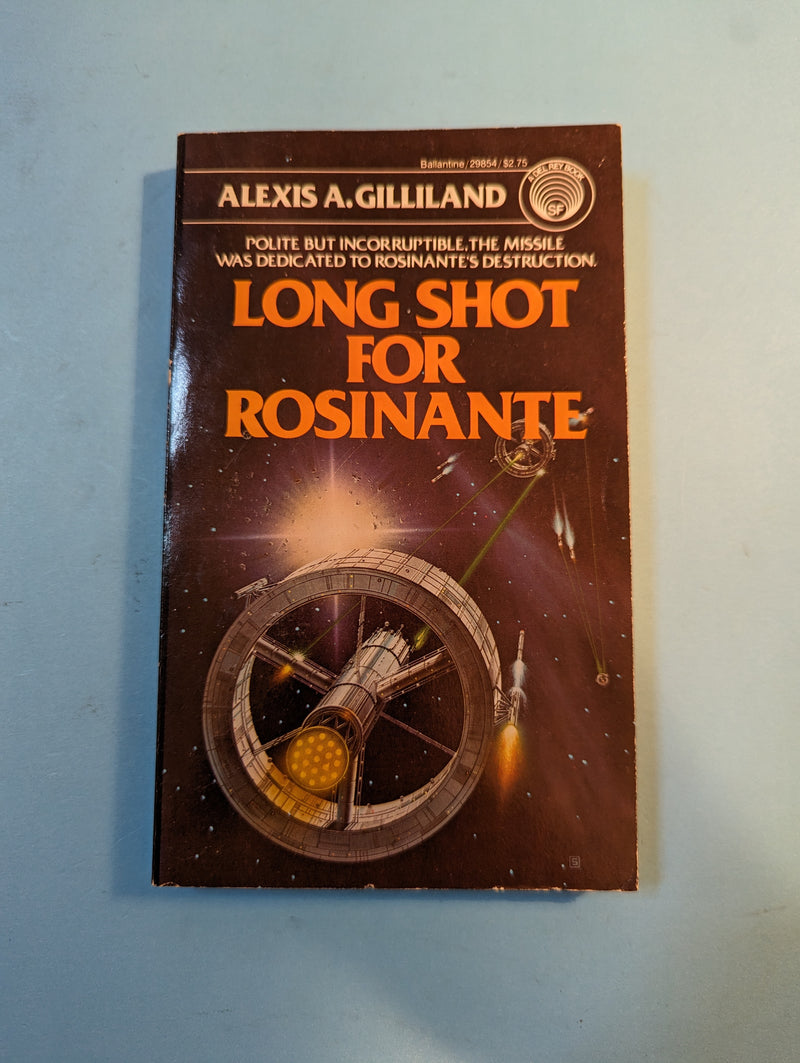 Ballantine/29854/$2.75
ALEXIS A. GILLILAND
A DEL REY BOOK
SF
POLITE BUT INCORRUPTIBLE, THE MISSILE
WAS DEDICATED TO ROSINANTE'S DESTRUCTION.
LONG SHOT
FOR
ROSINANTE
S